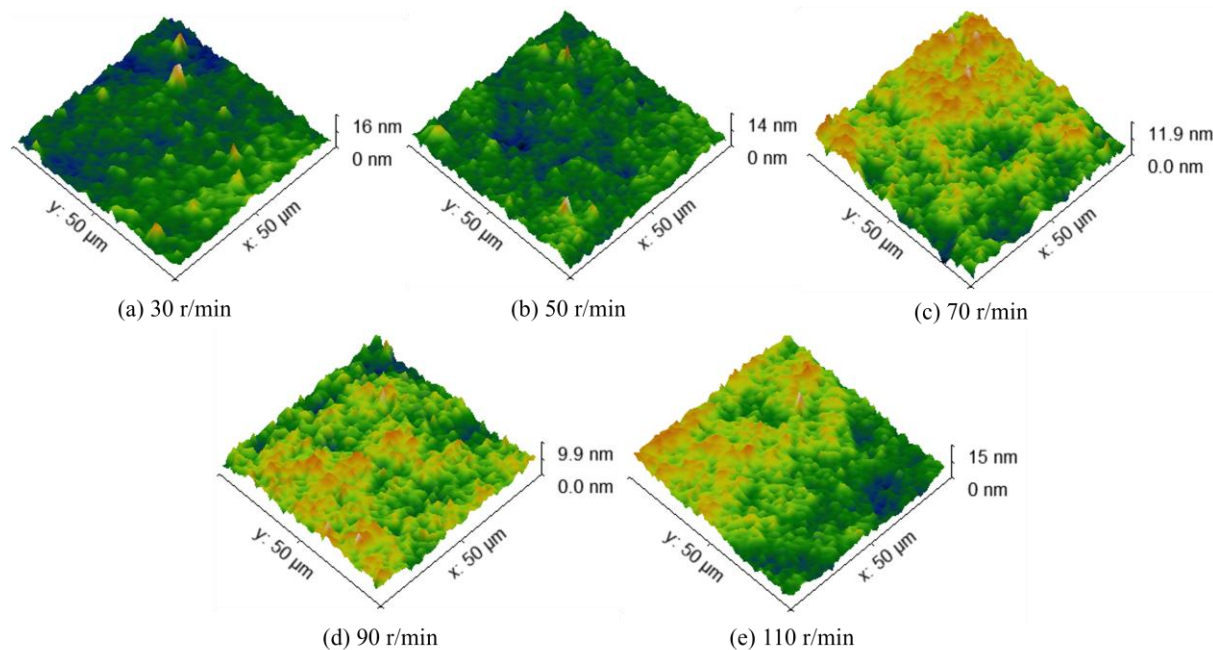 16 nm
0 nm
y: 50 μm
x: 50 μm
(a) 30 r/min
14 nm
0 nm
y: 50 μm
x: 50 μm
(b) 50 r/min
11.9 nm
0.0 nm
y: 50 μm
x: 50 μm
(c) 70 r/min
9.9 nm
0.0 nm
y: 50 μm
x: 50 μm
(d) 90 r/min
15 nm
0 nm
y: 50 μm
x: 50 μm
(e) 110 r/min